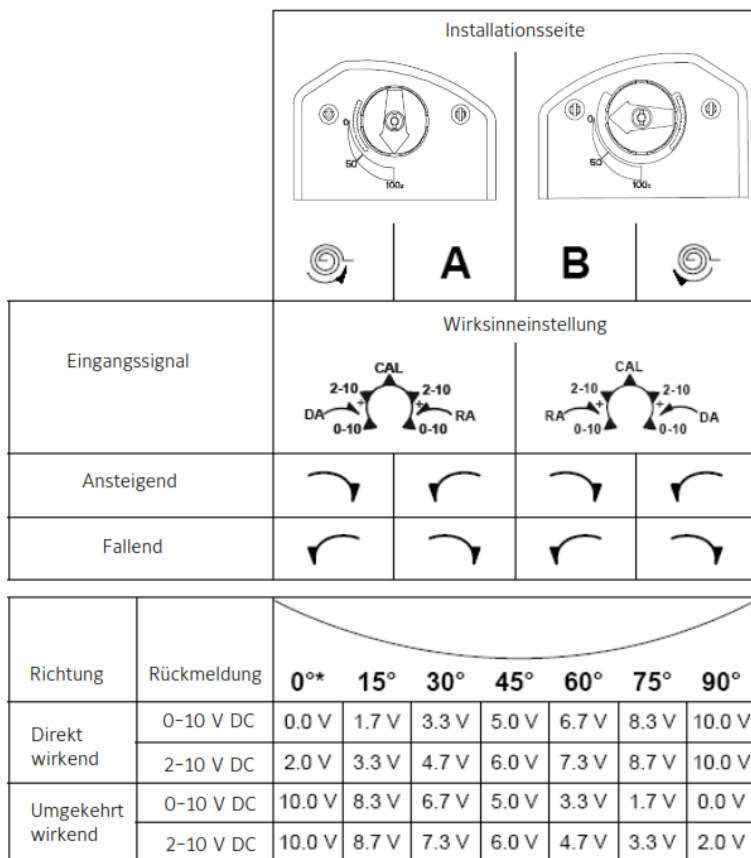 Installationsseite
0 50 100%
0 50 100%
A B
Eingangssignal
Wirksinneinstellung
CAL
2-10 2-10
DA + + RA
0-10 0-10
CAL
2-10 2-10
RA + + DA
0-10 0-10
Ansteigend
Fallend
Richtung Rückmeldung 0°* 15° 30° 45° 60° 75° 90°
Direkt wirkend
0-10 V DC 0.0 V 1.7 V 3.3 V 5.0 V 6.7 V 8.3 V 10.0 V
2-10 V DC 2.0 V 3.3 V 4.7 V 6.0 V 7.3 V 8.7 V 10.0 V
Umgekehrt wirkend
0-10 V DC 10.0 V 8.3 V 6.7 V 5.0 V 3.3 V 1.7 V 0.0 V
2-10 V DC 10.0 V 8.7 V 7.3 V 6.0 V 4.7 V 3.3 V 2.0 V